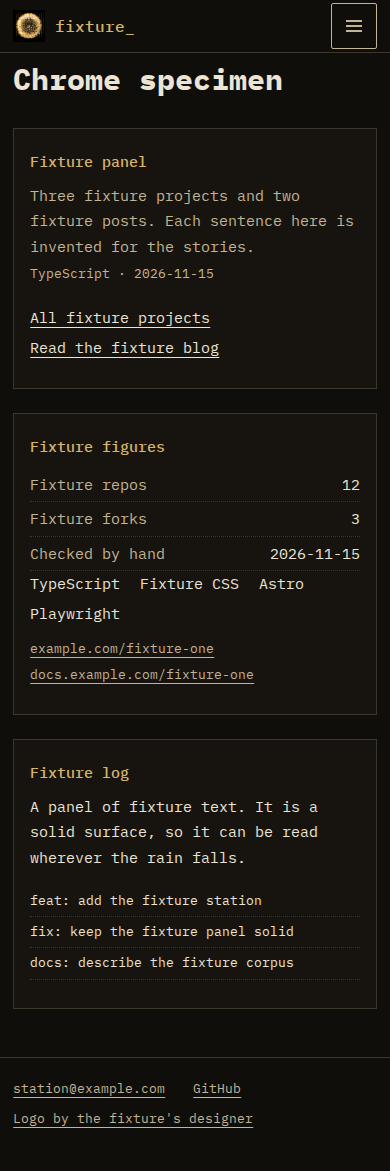 fixture_
Chrome specimen
Fixture panel
Three fixture projects and two
fixture posts. Each sentence here is
invented for the stories.
TypeScript · 2026-11-15
All fixture projects
Read the fixture blog
Fixture figures
Fixture repos 12
Fixture forks 3
Checked by hand 2026-11-15
TypeScript Fixture CSS Astro
Playwright
example.com/fixture-one
docs.example.com/fixture-one
Fixture log
A panel of fixture text. It is a
solid surface, so it can be read
wherever the rain falls.
feat: add the fixture station
fix: keep the fixture panel solid
docs: describe the fixture corpus
station@example.com GitHub
Logo by the fixture's designer